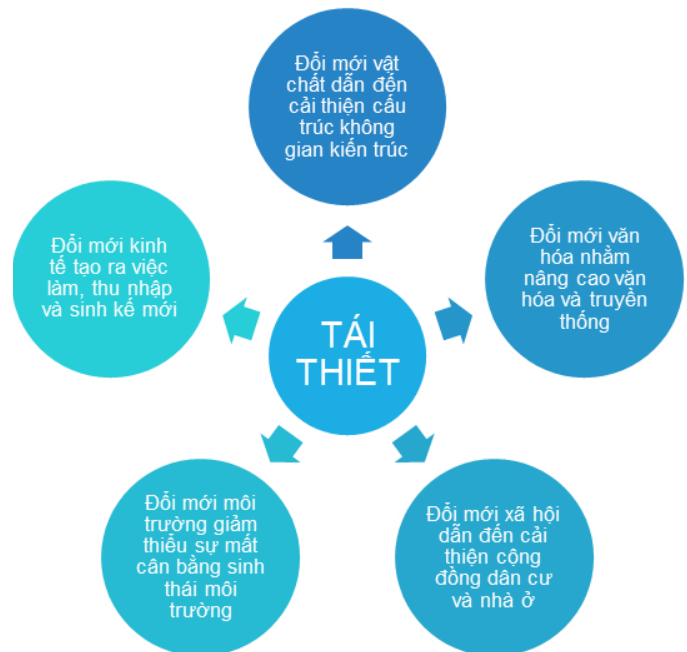 Đổi mới vật
chất dẫn đến
cải thiện cấu
trúc không
gian kiến trúc
Đổi mới văn
hóa nhằm
nâng cao văn
hóa và truyền
thống
Đổi mới xã hội
dẫn đến cải
thiện cộng
đồng dân cư
và nhà ở
Đổi mới môi
trường giảm
thiểu sự mất
cân bằng sinh
thái môi
trường
Đổi mới kinh
tế tạo ra việc
làm, thu nhập
và sinh kế mới
TÁI
THIẾT